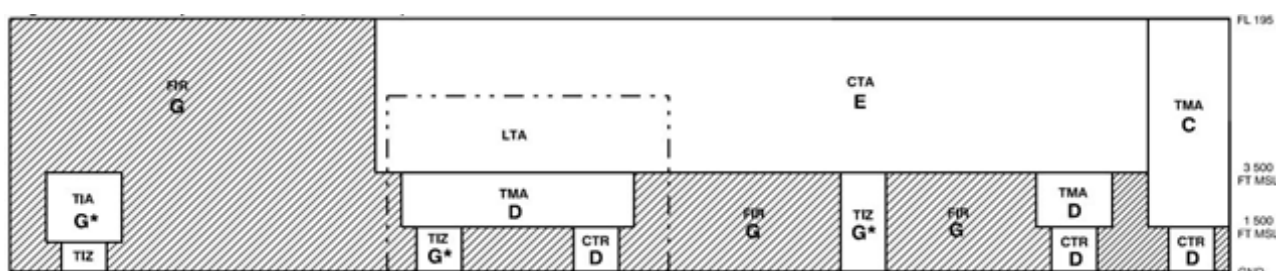 FL 195
FIR
G
CTA
E
TMA
C
LTA
3 500
FT MSL
TIA
G*
TMA
D
FIR
G
TIZ
G*
FIR
G
TMA
D
1 500
FT MSL
TIZ
TIZ
G*
CTR
D
CTR
D
CTR
D